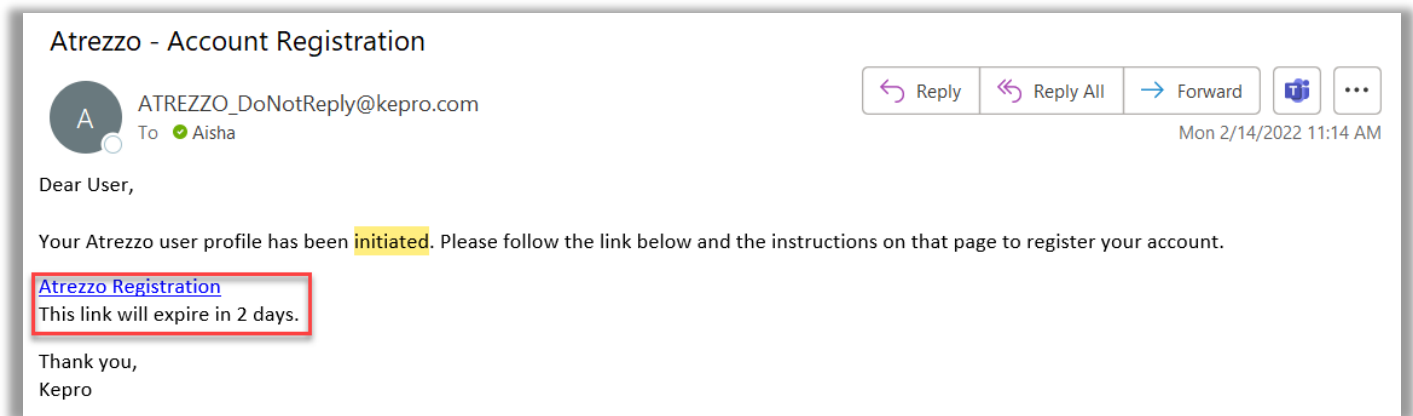 Atrezzo - Account Registration
A
ATREZZO_DoNotReply@kepro.com
To Aisha
Reply
Reply All
Forward
Mon 2/14/2022 11:14 AM
Dear User,
Your Atrezzo user profile has been initiated. Please follow the link below and the instructions on that page to register your account.
Atrezzo Registration
This link will expire in 2 days.
Thank you,
Kepro